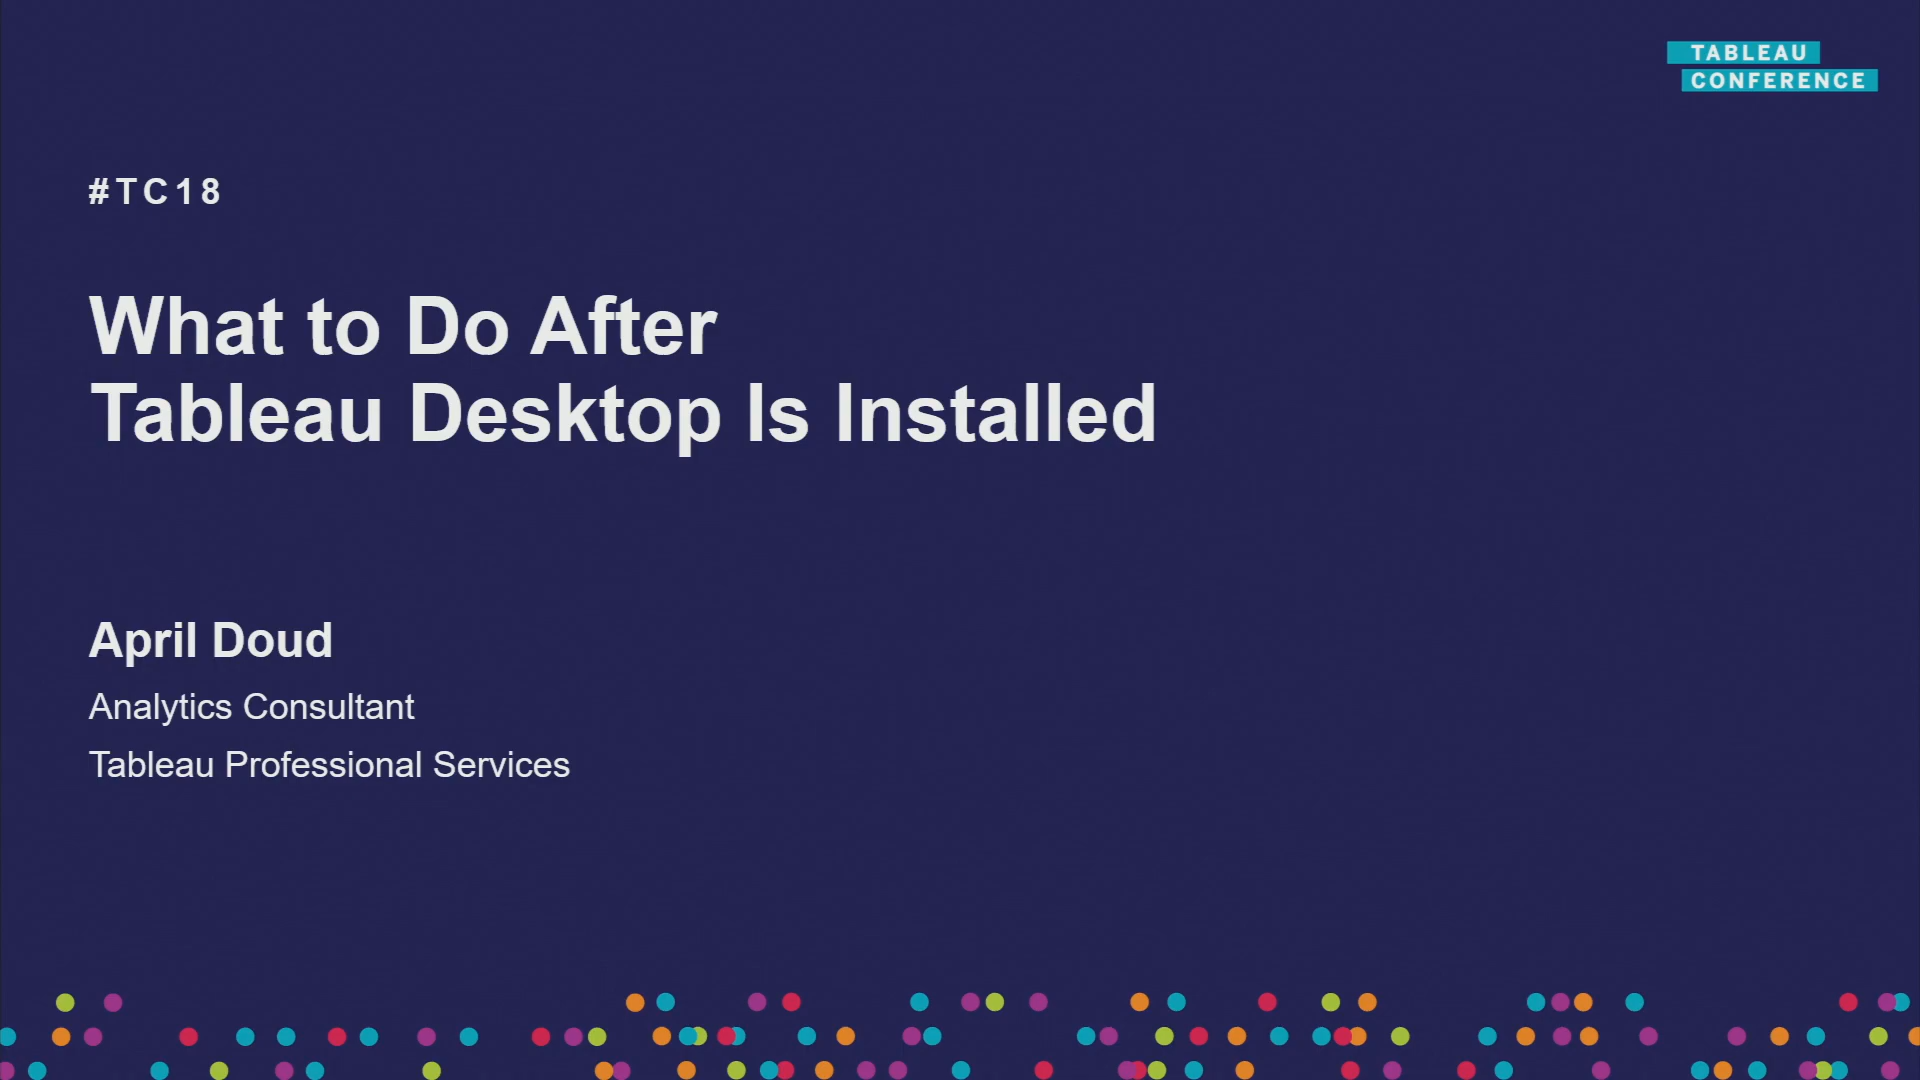 TABLEAU
CONFERENCE
#TC18
What to Do After
Tableau Desktop Is Installed
April Doud
Analytics Consultant
Tableau Professional Services